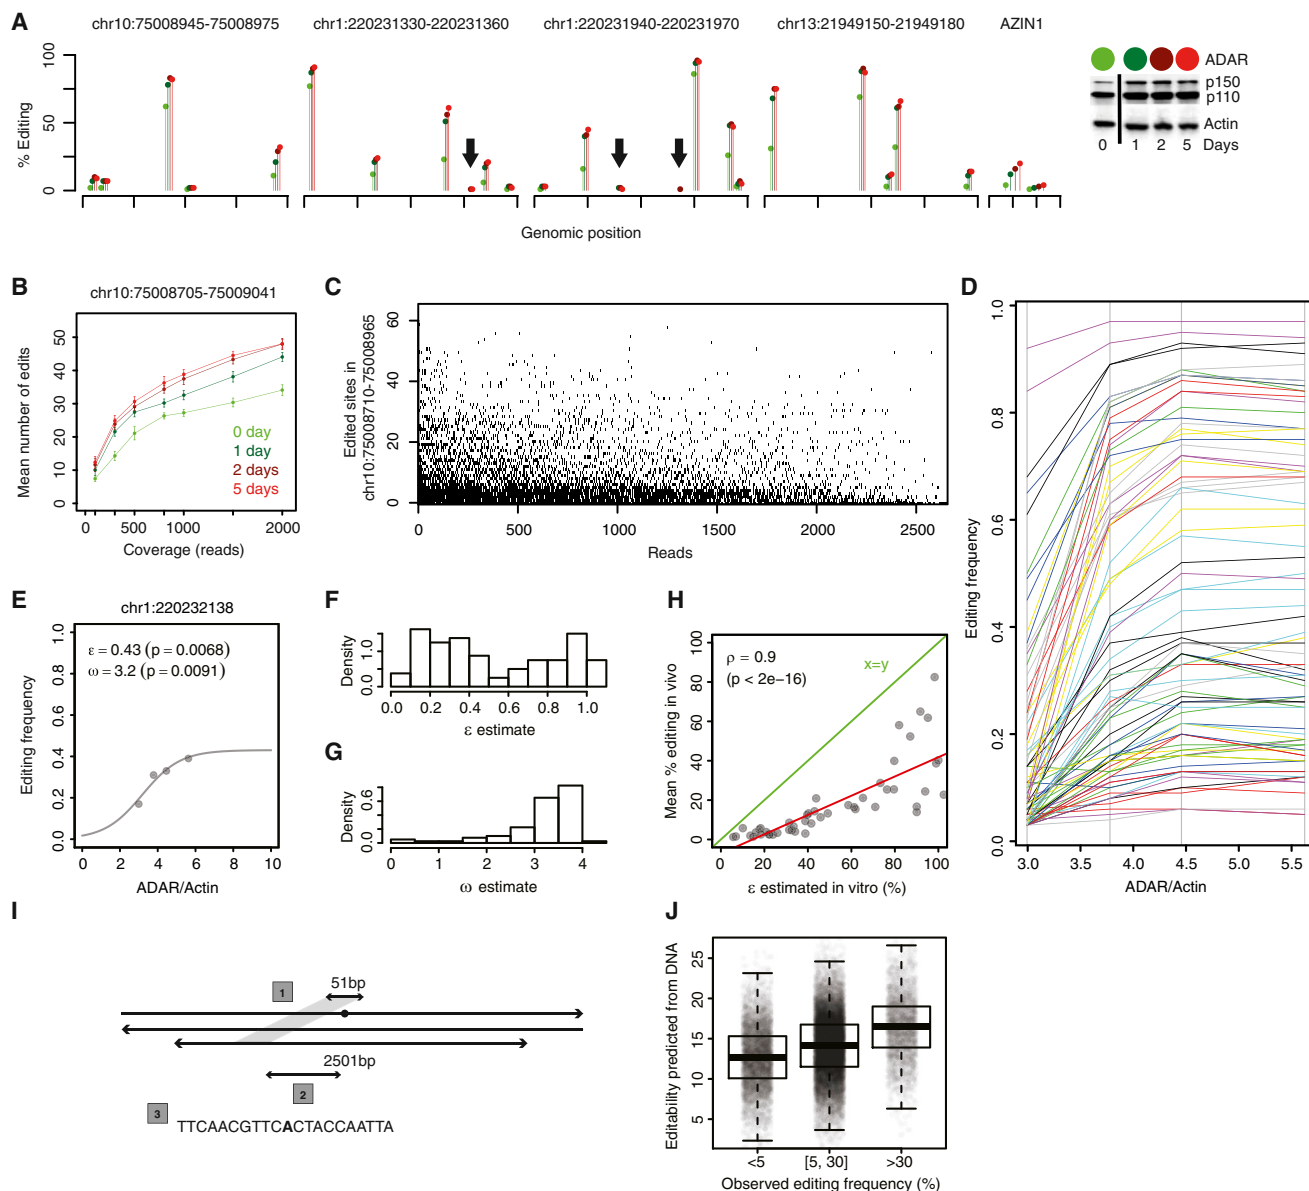 A
chr10:75008945-75008975
chr1:220231330-220231360
chr1:220231940-220231970
chr13:21949150-21949180
AZIN1
% Editing
100
50
0
Genomic position
ADAR
p150
p110
Actin
0 1 2 5 Days
B
chr10:75008705-75009041
Mean number of edits
50
40
30
20
10
0
0 day
1 day
2 days
5 days
0 500 1000 2000
Coverage (reads)
C
Edited sites in
chr10:75008710-75008965
60
40
20
0
0 500 1000 1500 2000 2500
Reads
D
Editing frequency
1.0
0.8
0.6
0.4
0.2
0.0
3.0 3.5 4.0 4.5 5.0 5.5
ADAR/Actin
E
chr1:220232138
ε = 0.43 (p = 0.0068)
ω = 3.2 (p = 0.0091)
Editing frequency
1.0
0.8
0.6
0.4
0.2
0.0
0 2 4 6 8 10
ADAR/Actin
F
Density
1.0
0.0
0.0 0.2 0.4 0.6 0.8 1.0
ε estimate
G
Density
0.6
0.0
0 1 2 3 4
ω estimate
H
Mean % editing in vivo
100
80
60
40
20
0
ρ = 0.9
(p < 2e−16)
x=y
0 20 40 60 80 100
ε estimated in vitro (%)
I
1
51bp
2501bp
2
3
TTCAACGTTCACTACCAATTA
J
Editability predicted from DNA
25
20
15
10
5
<5 [5, 30] >30
Observed editing frequency (%)